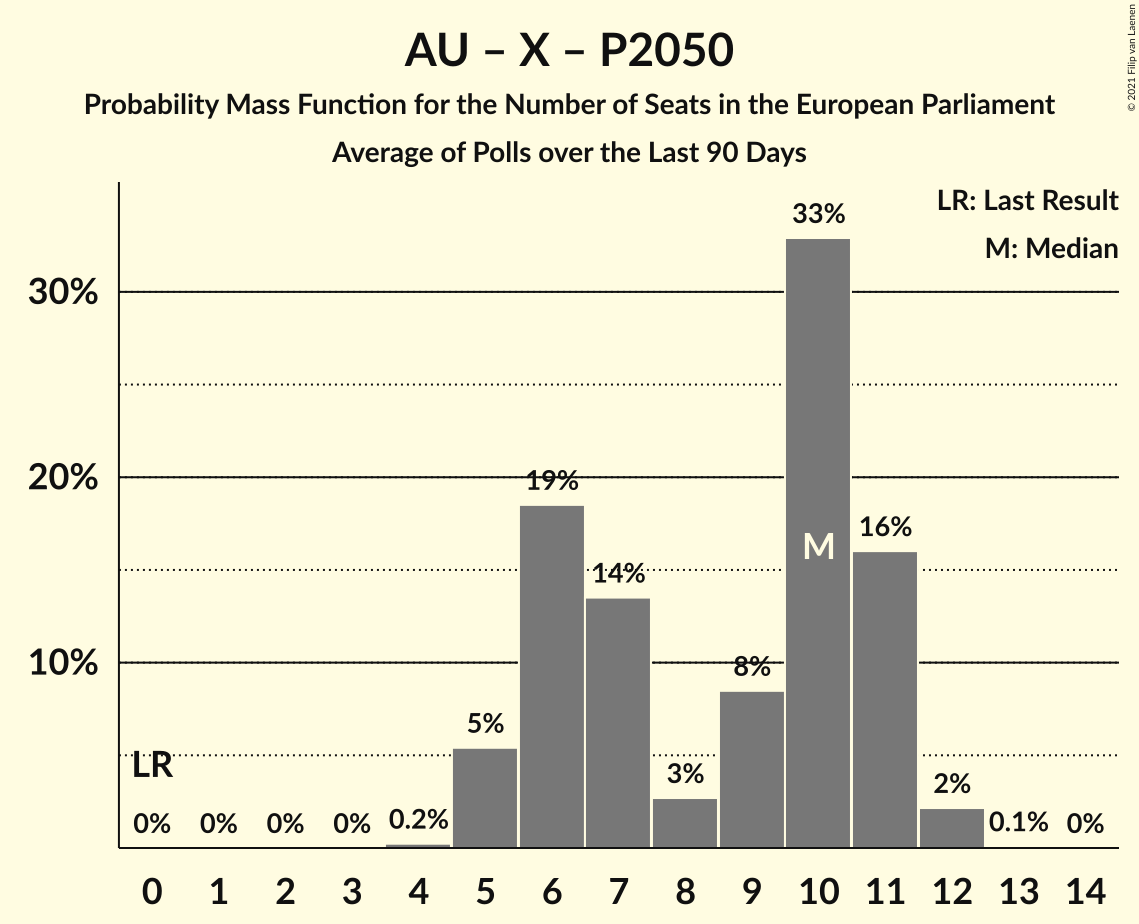 AU – X – P2050
Probability Mass Function for the Number of Seats in the European Parliament
Average of Polls over the Last 90 Days
© 2021 Filip van Laenen
LR: Last Result
M: Median
30%
20%
10%
LR
0%
0%
0%
0%
0.2%
5%
19%
14%
3%
8%
33%
M
16%
2%
0.1%
0%
0 1 2 3 4 5 6 7 8 9 10 11 12 13 14